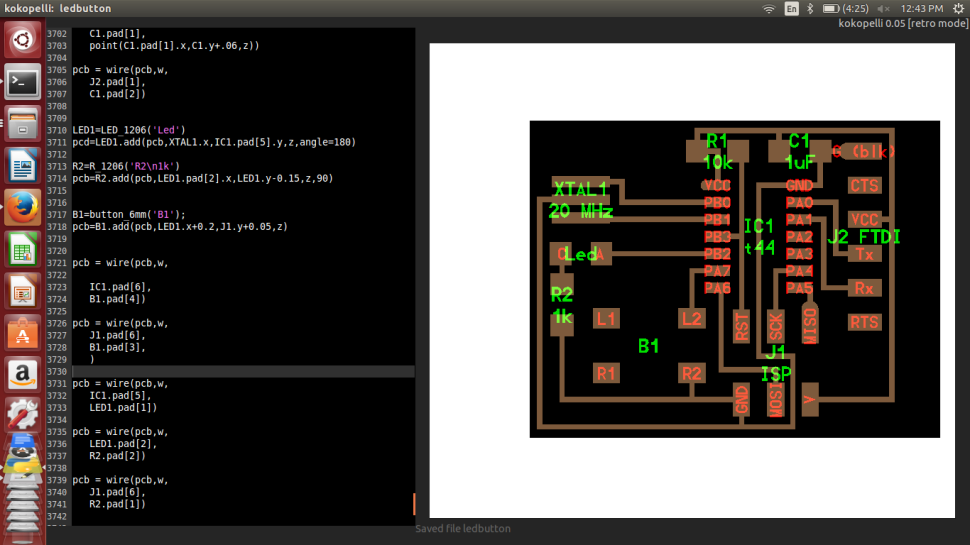 kokopelli: ledbutton
En
(4:25)
12:43 PM
kokopelli 0.05 [retro mode]
3702 C1.pad[1],
3703 point(C1.pad[1].x,C1.y+.06,z))
3704
3705 pcb = wire(pcb,w,
3706 J2.pad[1],
3707 C1.pad[2])
3708
3709
3710 LED1=LED_1206('Led')
3711 pcd=LED1.add(pcb,XTAL1.x,IC1.pad[5].y,z,angle=180)
3712
3713 R2=R_1206('R2\n1k')
3714 pcb=R2.add(pcb,LED1.pad[2].x,LED1.y-0.15,z,90)
3715
3716
3717 B1=button_6mm('B1');
3718 pcb=B1.add(pcb,LED1.x+0.2,J1.y+0.05,z)
3719
3720
3721 pcb = wire(pcb,w,
3722
3723 IC1.pad[6],
3724 B1.pad[4])
3725
3726 pcb = wire(pcb,w,
3727 J1.pad[6],
3728 B1.pad[3],
3729 )
3730
3731 pcb = wire(pcb,w,
3732 IC1.pad[5],
3733 LED1.pad[1])
3734
3735 pcb = wire(pcb,w,
3736 LED1.pad[2],
3737 R2.pad[2])
3738
3739 pcb = wire(pcb,w,
3740 J1.pad[6],
3741 R2.pad[1])
3742
R1
10k
C1
1uF
G (blk)
XTAL1
20 MHz
VCC
PB0
PB1
PB3
PB2
PA7
PA6
IC1
t44
GND
PA0
PA1
PA2
PA3
PA4
PA5
CTS
VCC
J2 FTDI
Tx
Rx
RTS
C
Led
A
R2
1k
L1
L2
B1
R1
R2
RST
SCK
MISO
J1
ISP
GND
MOSI
V
Saved file ledbutton